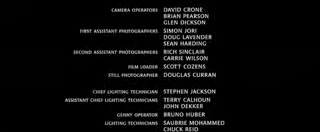 CAMERA OPERATORS DAVID CRONE
BRIAN PEARSON
GLEN DICKSON
FIRST ASSISTANT PHOTOGRAPHERS SIMON JORI
DOUG LAVENDER
SEAN HARDING
SECOND ASSISTANT PHOTOGRAPHERS RICH SINCLAIR
CARRIE WILSON
FILM LOADER SCOTT COZENS
STILL PHOTOGRAPHER DOUGLAS CURRAN
CHIEF LIGHTING TECHNICIAN STEPHEN JACKSON
ASSISTANT CHIEF LIGHTING TECHNICIANS TERRY CALHOUN
JOHN DEKKER
GENNY OPERATOR BRUNO HUBER
LIGHTING TECHNICIANS SAUBRIE MOHAMMED
CHUCK REID